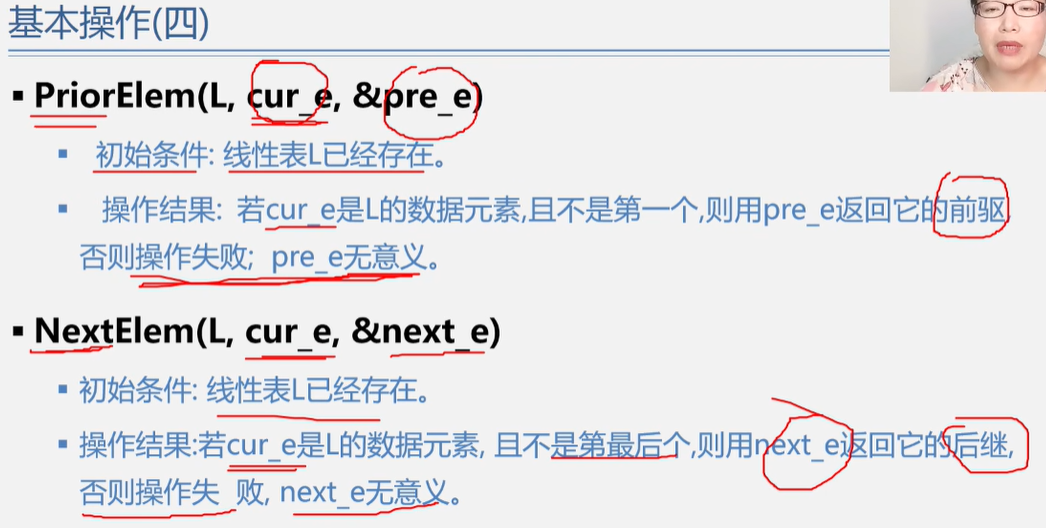 基本操作(四)
▪ PriorElem(L, cur_e, &pre_e)
▪ 初始条件: 线性表L已经存在。
▪ 操作结果: 若cur_e是L的数据元素,且不是第一个,则用pre_e返回它的前驱,
否则操作失败; pre_e无意义。
▪ NextElem(L, cur_e, &next_e)
▪ 初始条件: 线性表L已经存在。
▪ 操作结果:若cur_e是L的数据元素, 且不是第最后个,则用next_e返回它的后继,
否则操作失 败, next_e无意义。